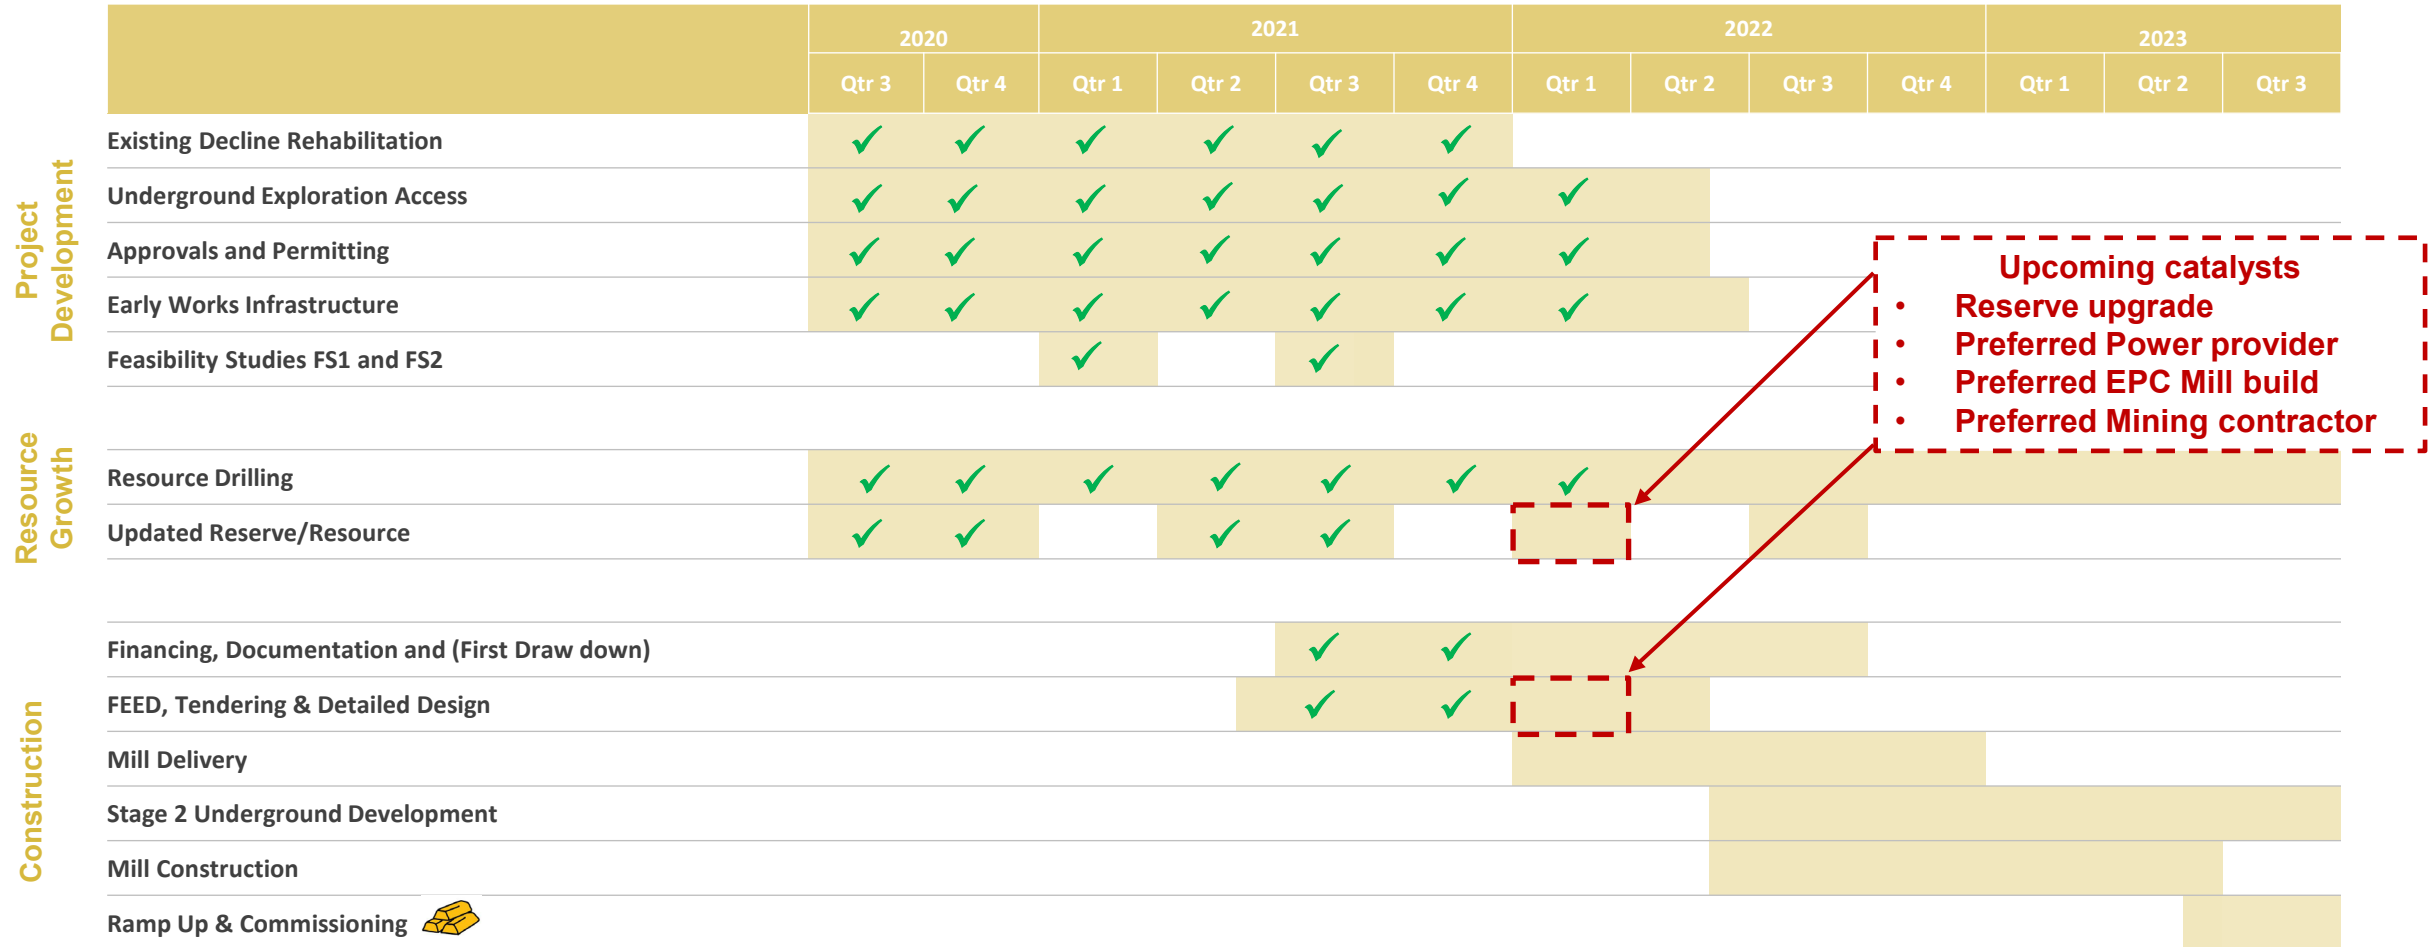 2020 2021 2022 2023
Qtr 3 Qtr 4 Qtr 1 Qtr 2 Qtr 3 Qtr 4 Qtr 1 Qtr 2 Qtr 3 Qtr 4 Qtr 1 Qtr 2 Qtr 3
Project
Development
Existing Decline Rehabilitation
Underground Exploration Access
Approvals and Permitting
Early Works Infrastructure
Feasibility Studies FS1 and FS2
Upcoming catalysts
• Reserve upgrade
• Preferred Power provider
• Preferred EPC Mill build
• Preferred Mining contractor
Resource
Growth
Resource Drilling
Updated Reserve/Resource
Construction
Financing, Documentation and (First Draw down)
FEED, Tendering & Detailed Design
Mill Delivery
Stage 2 Underground Development
Mill Construction
Ramp Up & Commissioning